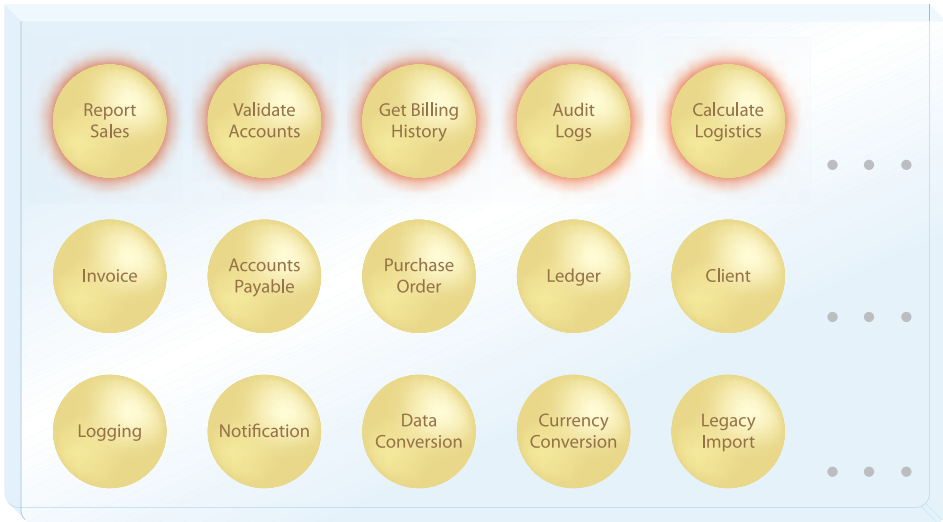 Report
Sales
Validate
Accounts
Get Billing
History
Audit
Logs
Calculate
Logistics
Invoice
Accounts
Payable
Purchase
Order
Ledger
Client
Logging
Notification
Data
Conversion
Currency
Conversion
Legacy
Import